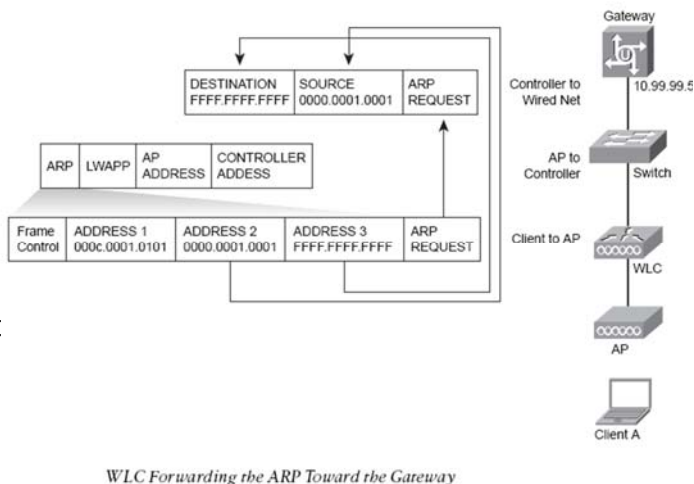 Gateway
10.99.99.5
Controller to
Wired Net
DESTINATION
FFFF.FFFF.FFFF
SOURCE
0000.0001.0001
ARP
REQUEST
AP to
Controller
Switch
ARP
LWAPP
AP
ADDRESS
CONTROLLER
ADDESS
Client to AP
WLC
Frame
Control
ADDRESS 1
000c.0001.0101
ADDRESS 2
0000.0001.0001
ADDRESS 3
FFFF.FFFF.FFFF
ARP
REQUEST
AP
Client A
WLC Forwarding the ARP Toward the Gateway